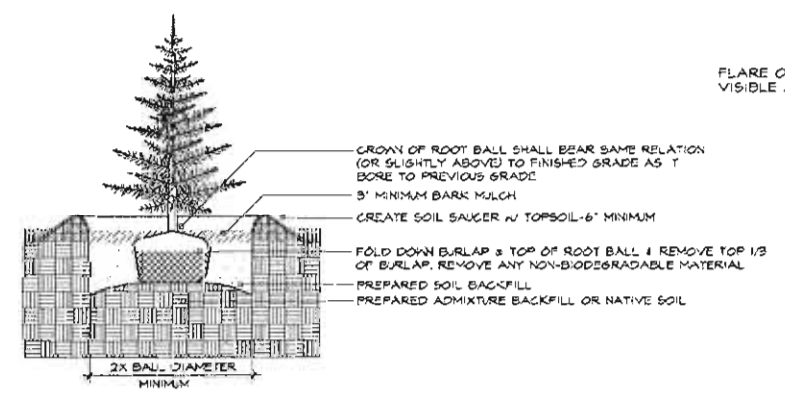 FLARE O
VISIBLE
CROWN OF ROOT BALL SHALL BEAR SAME RELATION
(OR SLIGHTLY ABOVE) TO FINISHED GRADE AS T
BORE TO PREVIOUS GRADE
3" MINIMUM BARK MULCH
CREATE SOIL SAUCER w/ TOPSOIL-6" MINIMUM
FOLD DOWN BURLAP @ TOP OF ROOT BALL & REMOVE TOP 1/3
OF BURLAP. REMOVE ANY NON-BIODEGRADABLE MATERIAL
PREPARED SOIL BACKFILL
PREPARED ADMIXTURE BACKFILL OR NATIVE SOIL
2X BALL DIAMETER
MINIMUM